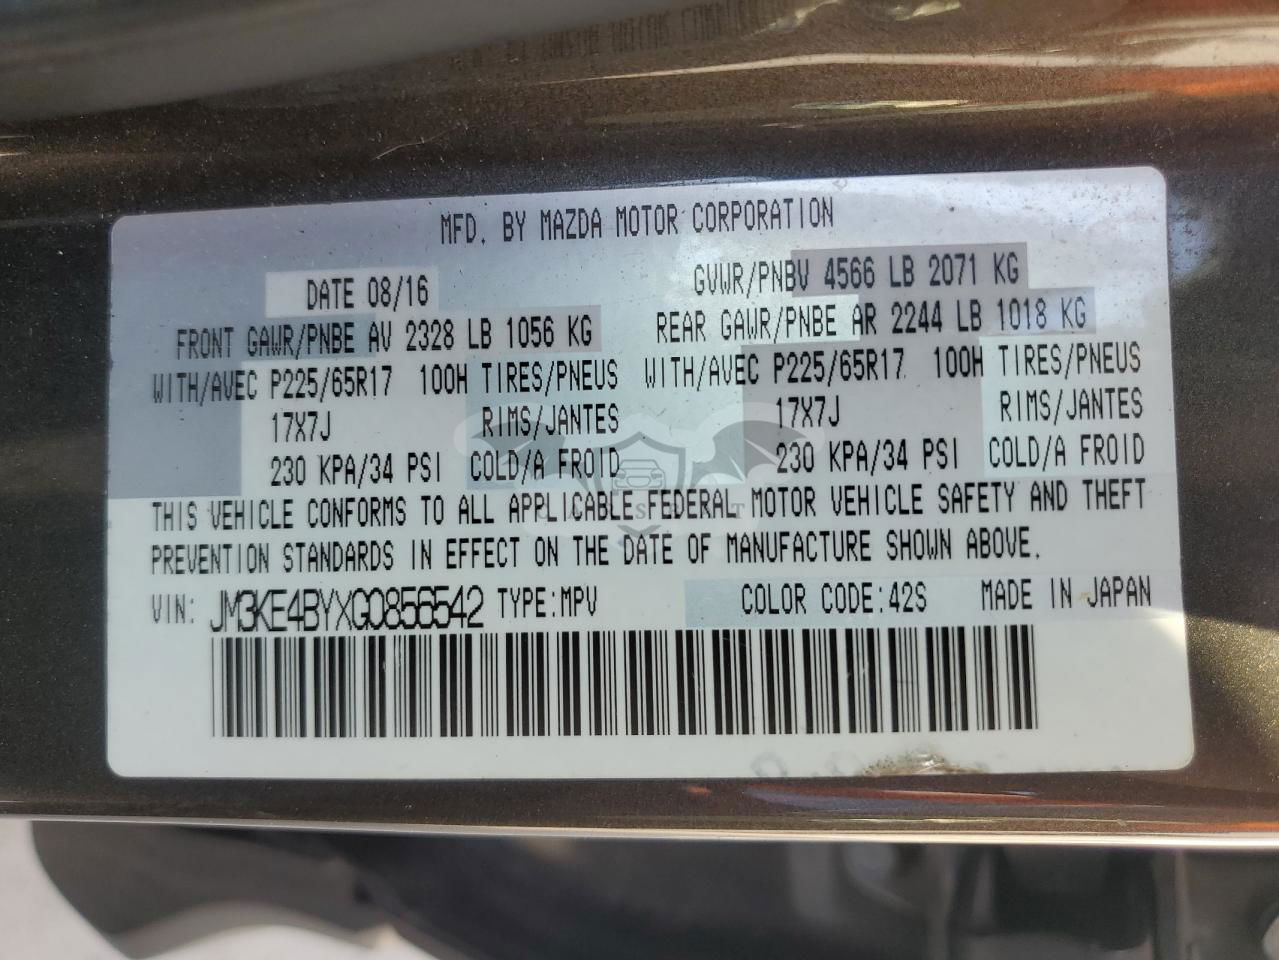 MFD. BY MAZDA MOTOR CORPORATION
DATE 08/16 GVWR/PNBV 4566 LB 2071 KG
FRONT GAWR/PNBE AV 2328 LB 1056 KG REAR GAWR/PNBE AR 2244 LB 1018 KG
WITH/AVEC P225/65R17 100H TIRES/PNEUS WITH/AVEC P225/65R17 100H TIRES/PNEUS
17X7J RIMS/JANTES 17X7J RIMS/JANTES
230 KPA/34 PSI COLD/A FROID 230 KPA/34 PSI COLD/A FROID
THIS VEHICLE CONFORMS TO ALL APPLICABLE FEDERAL MOTOR VEHICLE SAFETY AND THEFT
PREVENTION STANDARDS IN EFFECT ON THE DATE OF MANUFACTURE SHOWN ABOVE.
VIN: JM3KE4BYXG0856542 TYPE:MPV COLOR CODE:42S MADE IN JAPAN